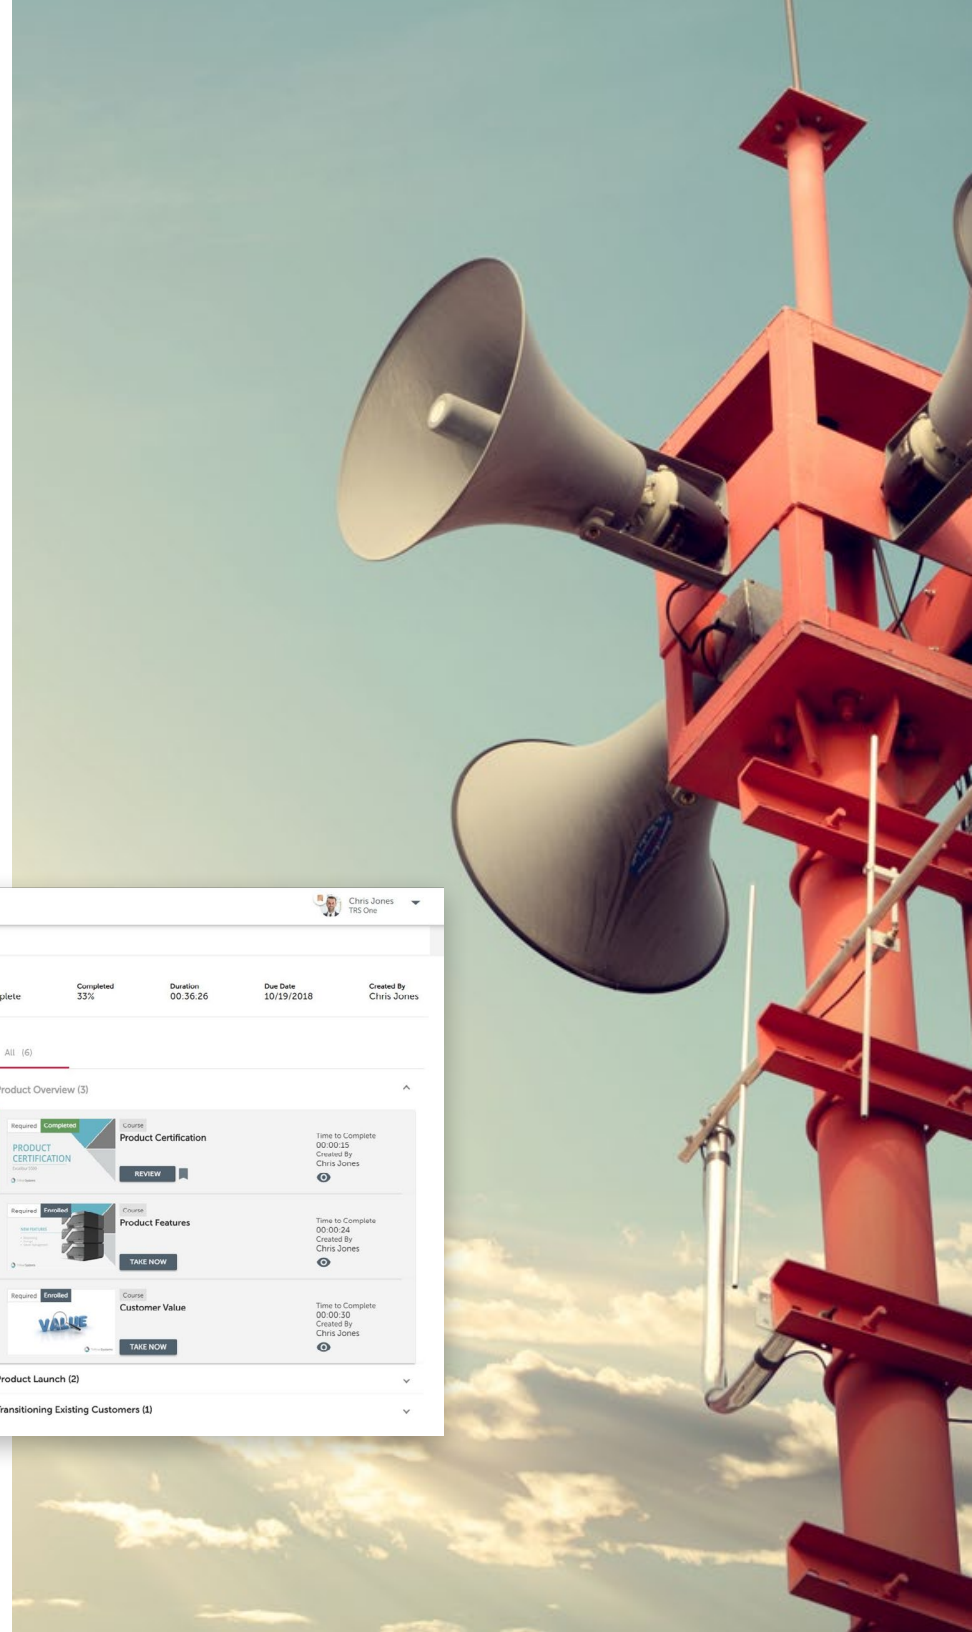 Chris Jones
TRS One
plete
Completed
33%
Duration
00:36:26
Due Date
10/19/2018
Created By
Chris Jones
All (6)
Product Overview (3)
Required Completed
PRODUCT
CERTIFICATION
Course
Product Certification
REVIEW
Time to Complete
00:00:15
Created By
Chris Jones
Required Enrolled
Course
Product Features
TAKE NOW
Time to Complete
00:00:24
Created By
Chris Jones
Required Enrolled
VALUE
Course
Customer Value
TAKE NOW
Time to Complete
00:00:30
Created By
Chris Jones
Product Launch (2)
Transitioning Existing Customers (1)